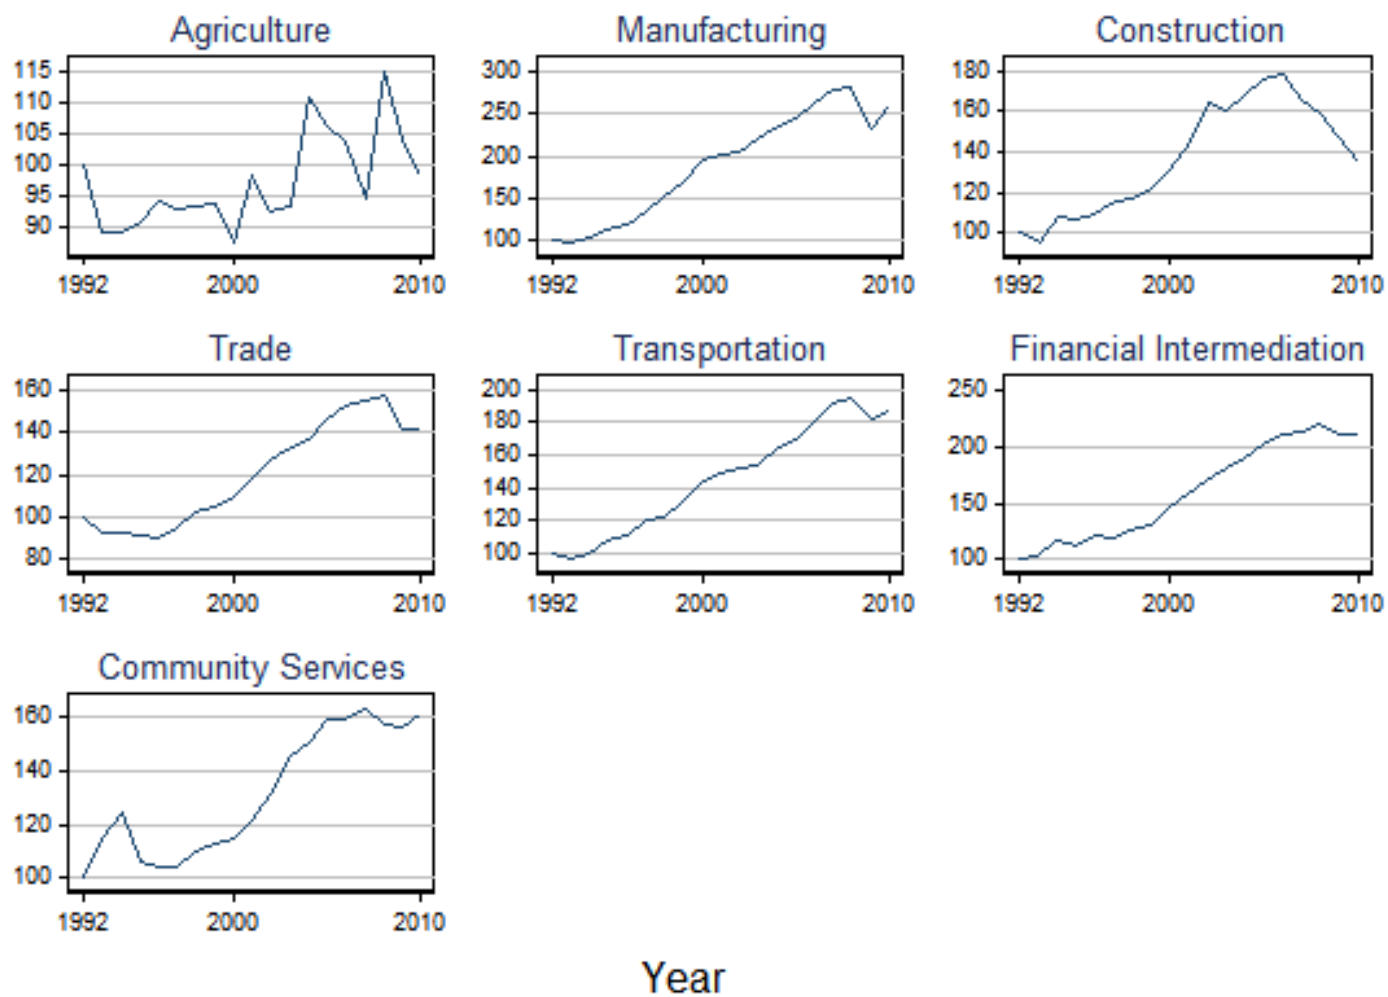 Agriculture
115
110
105
100
95
90
1992 2000 2010
Manufacturing
300
250
200
150
100
1992 2000 2010
Construction
180
160
140
120
100
1992 2000 2010
Trade
160
140
120
100
80
1992 2000 2010
Transportation
200
180
160
140
120
100
1992 2000 2010
Financial Intermediation
250
200
150
100
1992 2000 2010
Community Services
160
140
120
100
1992 2000 2010
Year